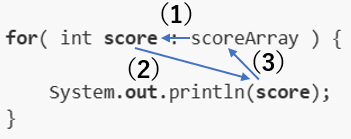 (1)
for( int score : scoreArray ) {
(2)
(3)
System.out.println(score);
}